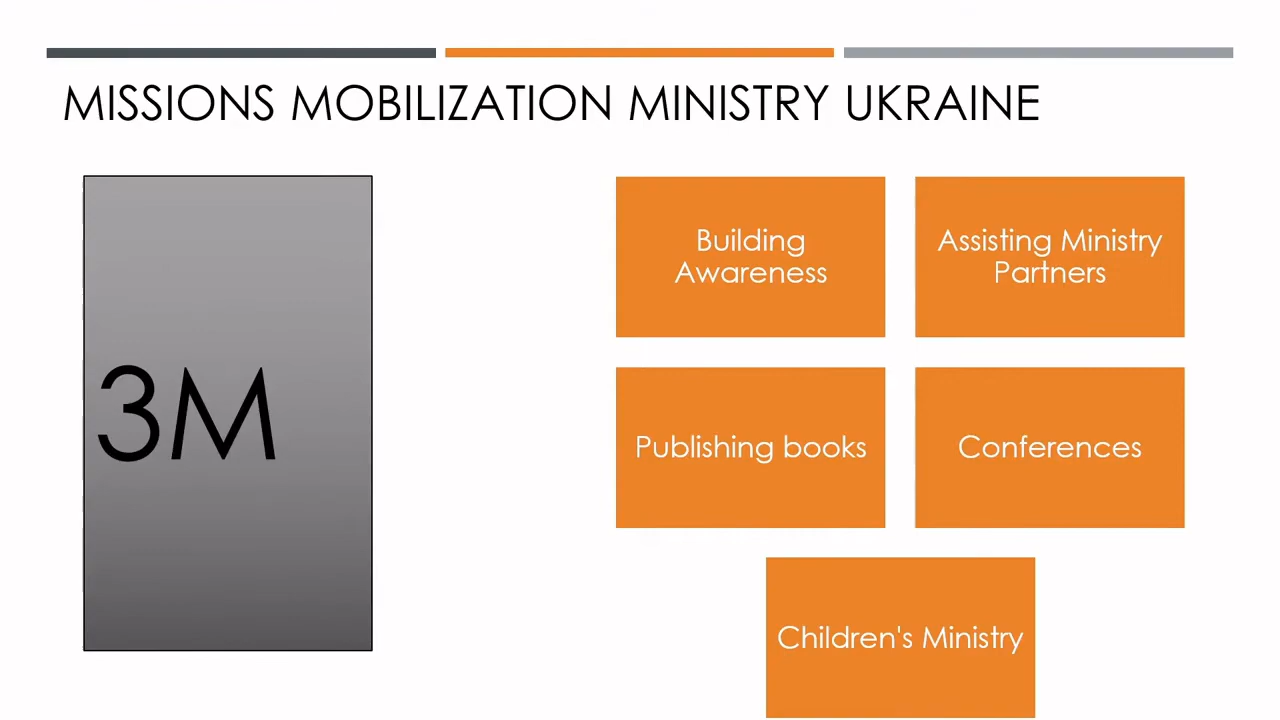 MISSIONS MOBILIZATION MINISTRY UKRAINE
3M
Building
Awareness
Assisting Ministry
Partners
Publishing books
Conferences
Children's Ministry